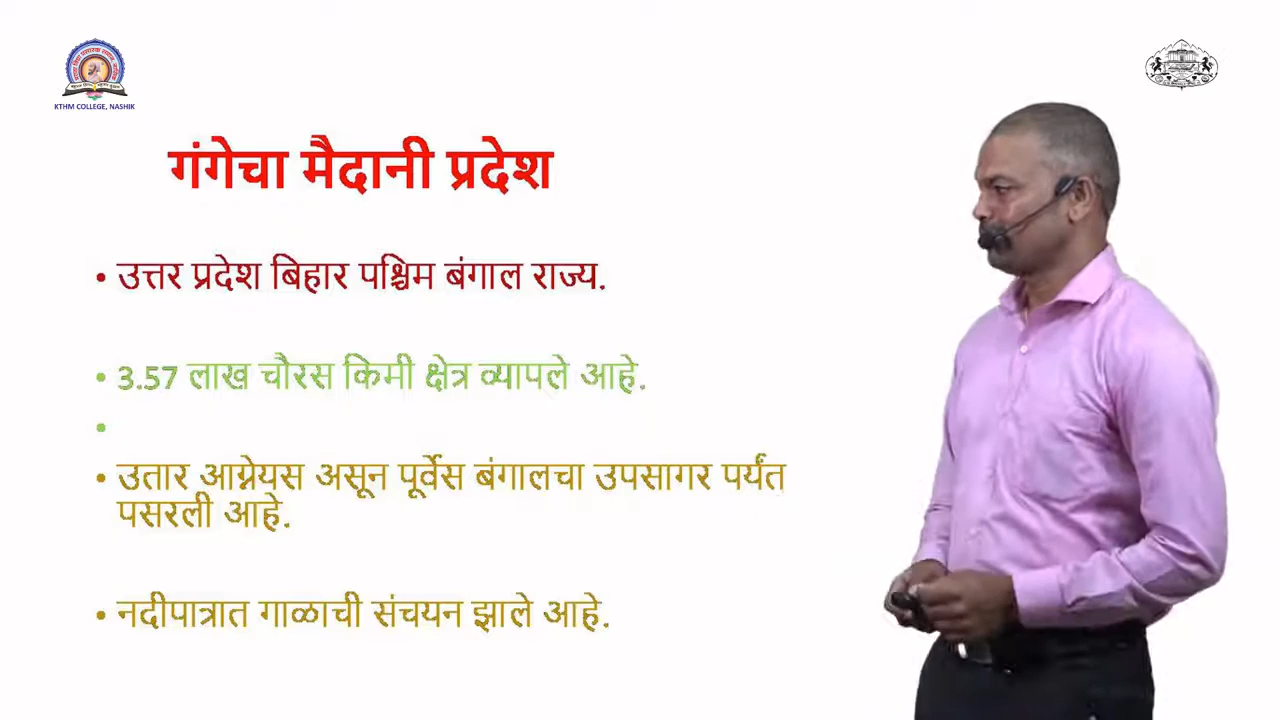 KTHM COLLEGE, NASHIK
गंगेचा मैदानी प्रदेश
• उत्तर प्रदेश बिहार पश्चिम बंगाल राज्य.
• 3.57 लाख चौरस किमी क्षेत्र व्यापले आहे.
•
• उतार आग्नेयस असून पूर्वेस बंगालचा उपसागर पर्यंत
पसरली आहे.
• नदीपात्रात गाळाची संचयन झाले आहे.